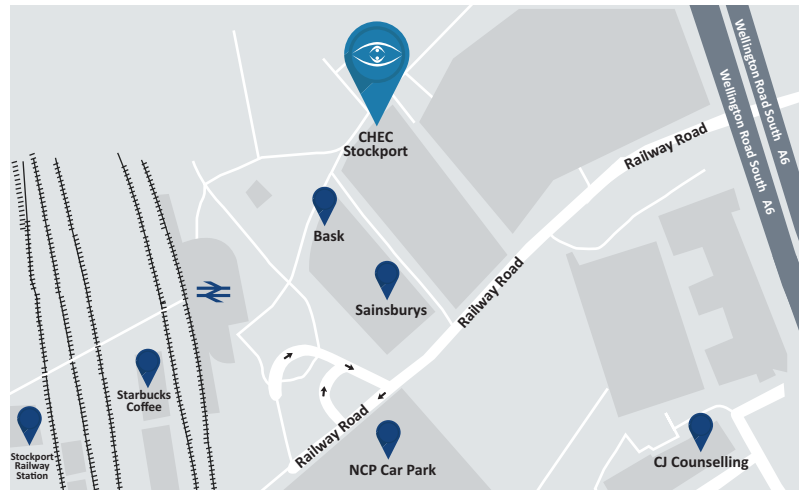 Wellington Road South   A6
Wellington Road South   A6
CHEC
Stockport
Railway Road
Bask
Sainsburys
Railway Road
Starbucks
Coffee
Railway Road
Stockport
Railway
Station
NCP Car Park
CJ Counselling